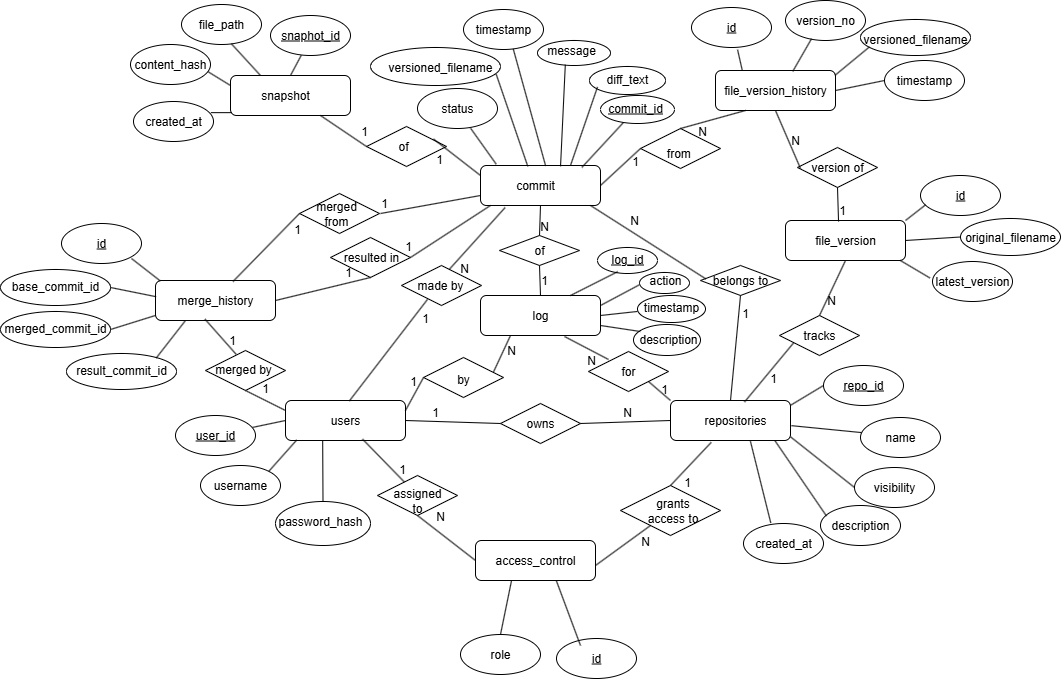 timestamp
id
version_no
file_path
snaphot_id
versioned_filename
message
content_hash
versioned_filename
diff_text
timestamp
snapshot
file_version_history
created_at
status
commit_id
1
N
of
1
1
from
N
version of
commit
merged
from
1
1
N
N
1
id
id
resulted in
1
1
of
file_version
original_filename
log_id
N
made by
1
action
belongs to
latest_version
base_commit_id
merge_history
timestamp
N
merged_commit_id
1
log
1
description
tracks
1
N
N
result_commit_id
merged by
1
1
by
for
1
1
repo_id
users
1
owns
N
repositories
user_id
name
username
1
assigned
to
N
1
grants
access to
N
visibility
password_hash
description
created_at
access_control
role
id